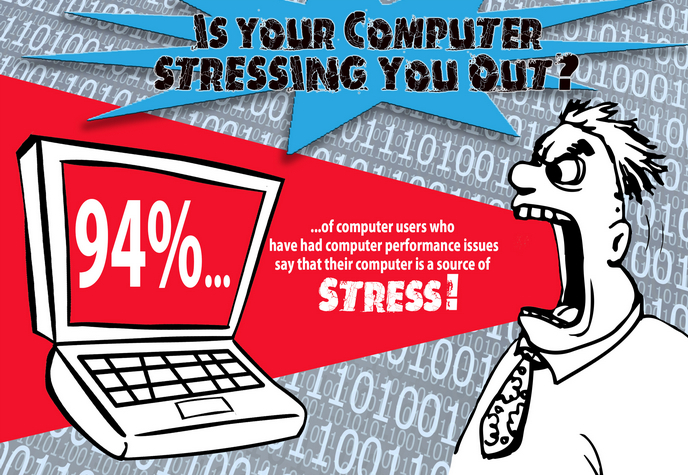 Is your Computer
stressing You Out?
94%...
...of computer users who
have had computer performance issues
say that their computer is a source of
STRESS!